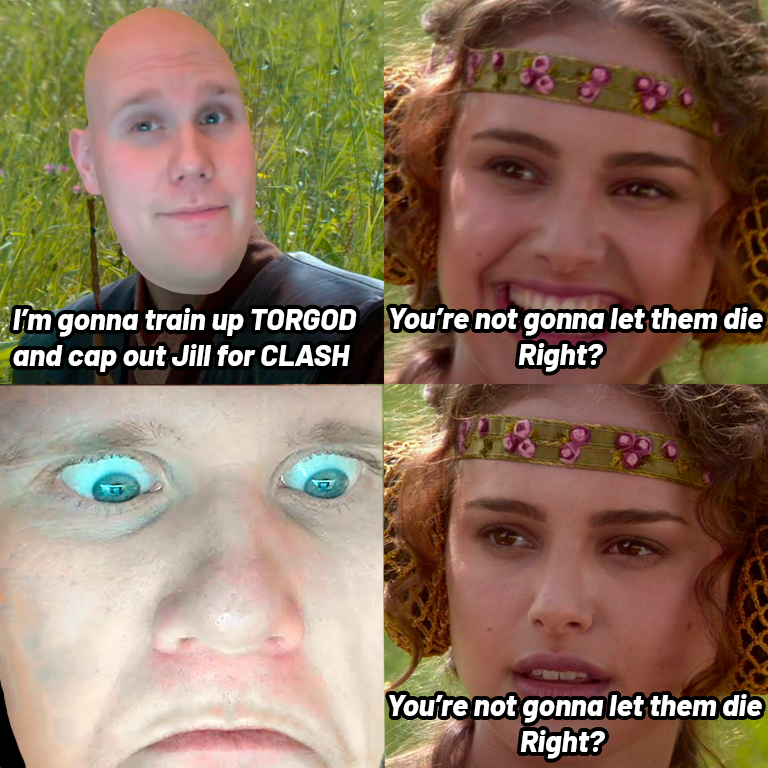 I'm gonna train up TORGOD
and cap out Jill for CLASH
You're not gonna let them die
Right?
You're not gonna let them die
Right?